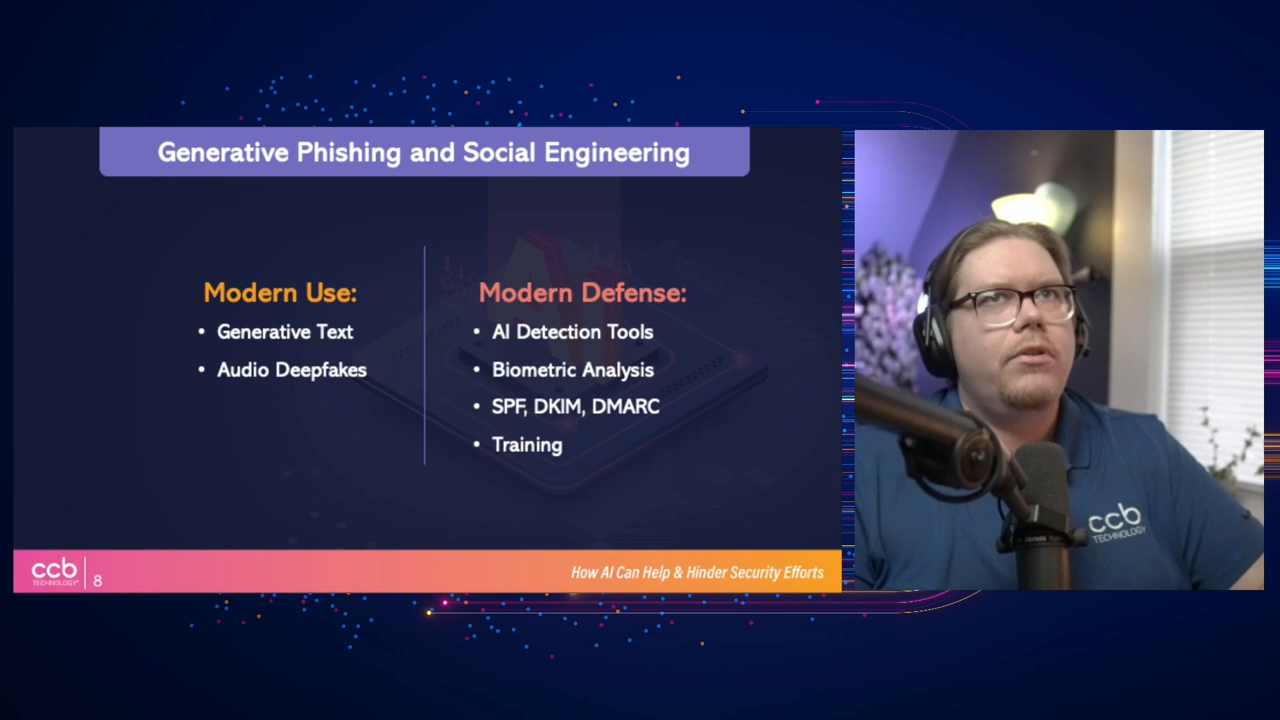 Generative Phishing and Social Engineering
Modern Use:
• Generative Text
• Audio Deepfakes
Modern Defense:
• AI Detection Tools
• Biometric Analysis
• SPF, DKIM, DMARC
• Training
ccb
TECHNOLOGY
8
How AI Can Help & Hinder Security Efforts
ccb
TECHNOLOGY